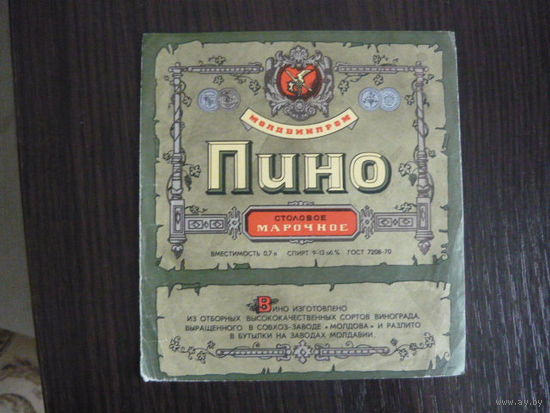 МОЛДВИНПРОМ
Пино
СТОЛОВОЕ
МАРОЧНОЕ
ВМЕСТИМОСТЬ 0,7 л СПИРТ 9-13 об.% ГОСТ 7208-70
ВИНО ИЗГОТОВЛЕНО
ИЗ ОТБОРНЫХ ВЫСОКОКАЧЕСТВЕННЫХ СОРТОВ ВИНОГРАДА,
ВЫРАЩЕННОГО В СОВХОЗ-ЗАВОДЕ «МОЛДОВА» И РАЗЛИТО
В БУТЫЛКИ НА ЗАВОДАХ МОЛДАВИИ.
www.ay.by